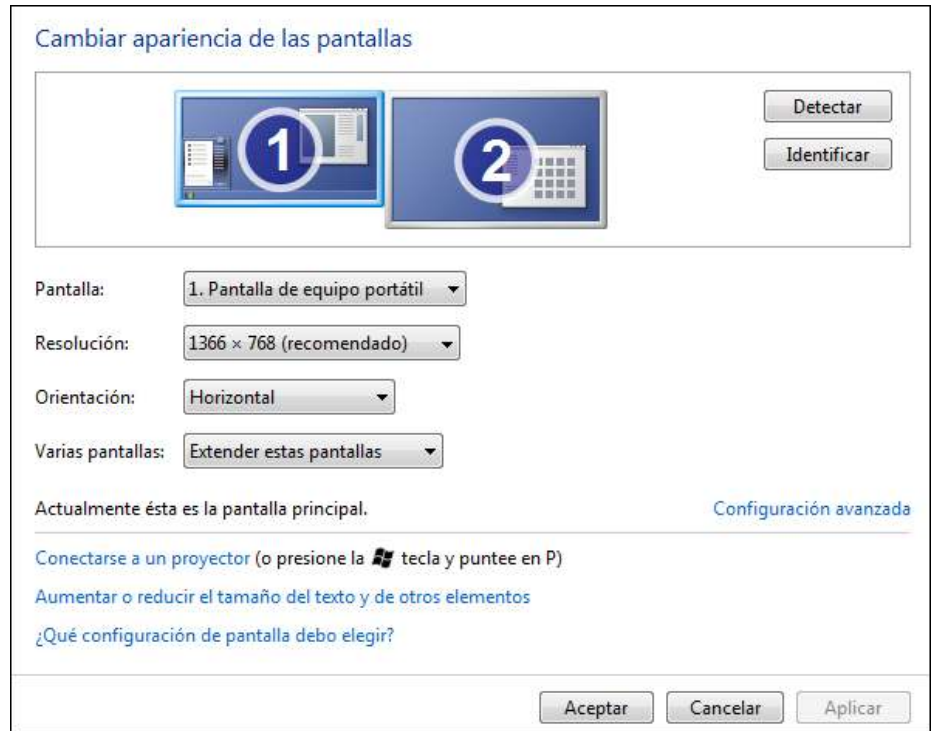 Cambiar apariencia de las pantallas
1
2
Detectar
Identificar
Pantalla: 1. Pantalla de equipo portátil
Resolución: 1366 × 768 (recomendado)
Orientación: Horizontal
Varias pantallas: Extender estas pantallas
Actualmente ésta es la pantalla principal. Configuración avanzada
Conectarse a un proyector (o presione la tecla y puntee en P)
Aumentar o reducir el tamaño del texto y de otros elementos
¿Qué configuración de pantalla debo elegir?
Aceptar Cancelar Aplicar